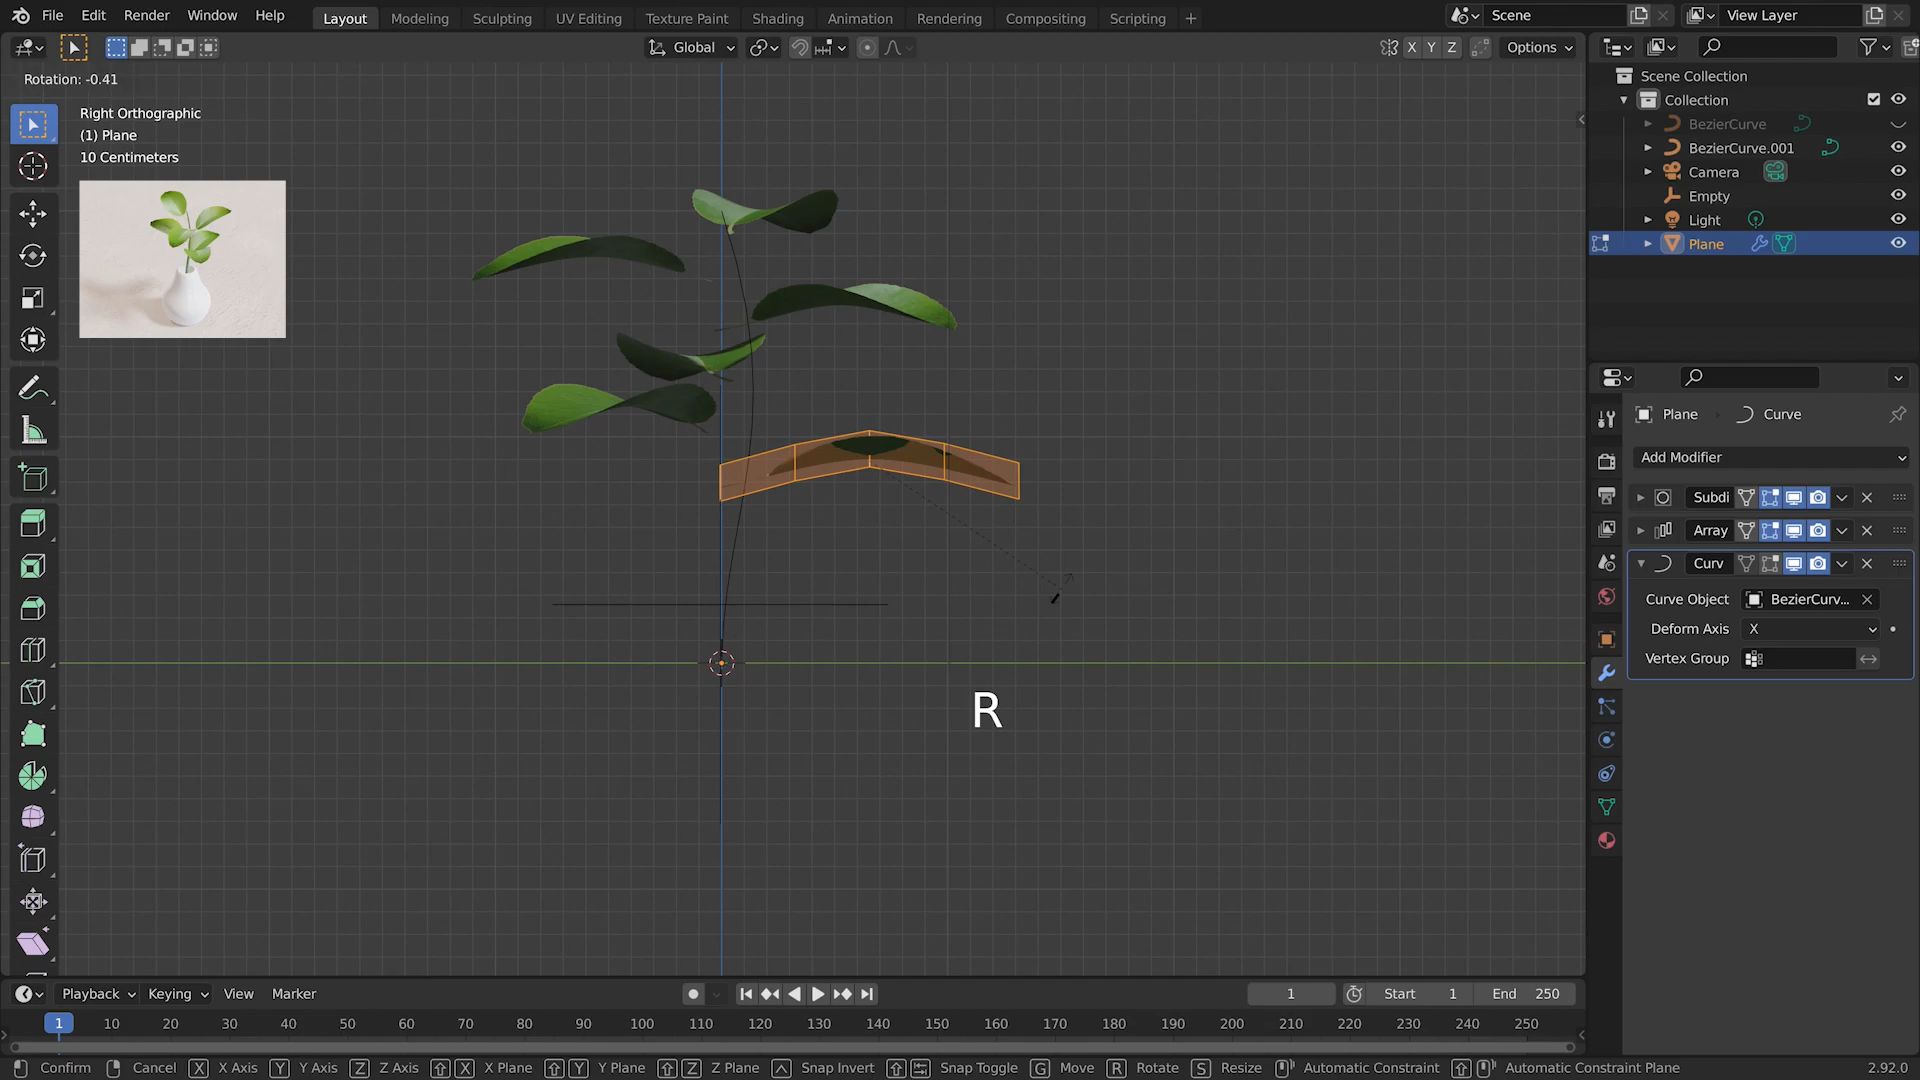 File Edit Render Window Help Layout Modeling Sculpting UV Editing Texture Paint Shading Animation Rendering Compositing Scripting + Scene View Layer
Global X Y Z Options
Rotation: -0.41
Right Orthographic
(1) Plane
10 Centimeters
Scene Collection
Collection
BezierCurve
BezierCurve.001
Camera
Empty
Light
Plane
Plane Curve
Add Modifier
Subdi
Array
Curv
Curve Object BezierCurv...
Deform Axis X
Vertex Group
R
Playback Keying View Marker 1 Start 1 End 250
1 10 20 30 40 50 60 70 80 90 100 110 120 130 140 150 160 170 180 190 200 210 220 230 240 250
Confirm Cancel X X Axis Y Y Axis Z Z Axis X X Plane Y Y Plane Z Z Plane Snap Invert Snap Toggle G Move R Rotate S Resize Automatic Constraint Automatic Constraint Plane 2.92.0